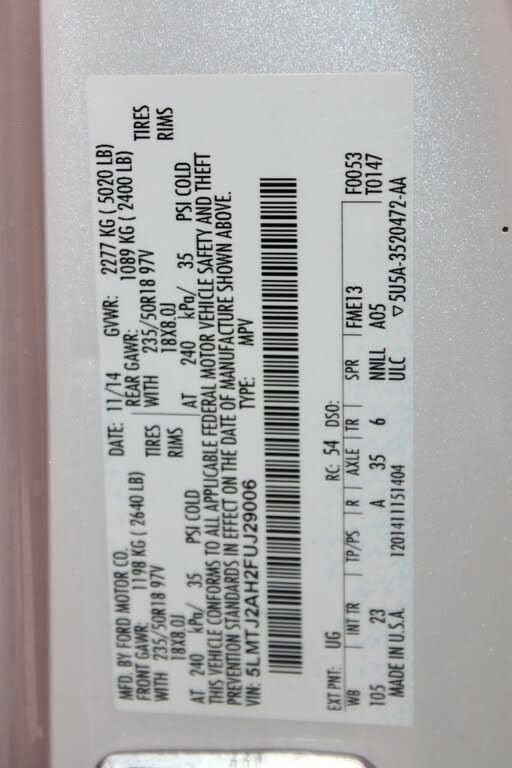 MFD. BY FORD MOTOR CO. DATE: 11/14 GVWR: 2277 KG ( 5020 LB)
FRONT GAWR: 1198 KG ( 2640 LB) REAR GAWR: 1089 KG ( 2400 LB)
WITH 235/50R18 97V TIRES WITH 235/50R18 97V TIRES
18X8.0J RIMS 18X8.0J RIMS
AT 240 kPa/ 35 PSI COLD AT 240 kPa/ 35 PSI COLD
THIS VEHICLE CONFORMS TO ALL APPLICABLE FEDERAL MOTOR VEHICLE SAFETY AND THEFT
PREVENTION STANDARDS IN EFFECT ON THE DATE OF MANUFACTURE SHOWN ABOVE.
VIN: 5LMTJ2AH2FUJ29006 TYPE: MPV
EXT PNT: UG RC: 54 DSO: F0053
WB INT TR TP/PS R AXLE TR SPR FME13 T0147
105 23 A 35 6 NNLL A05
MADE IN U.S.A. 1201411151404 ULC ▽5U5A-3520472-AA